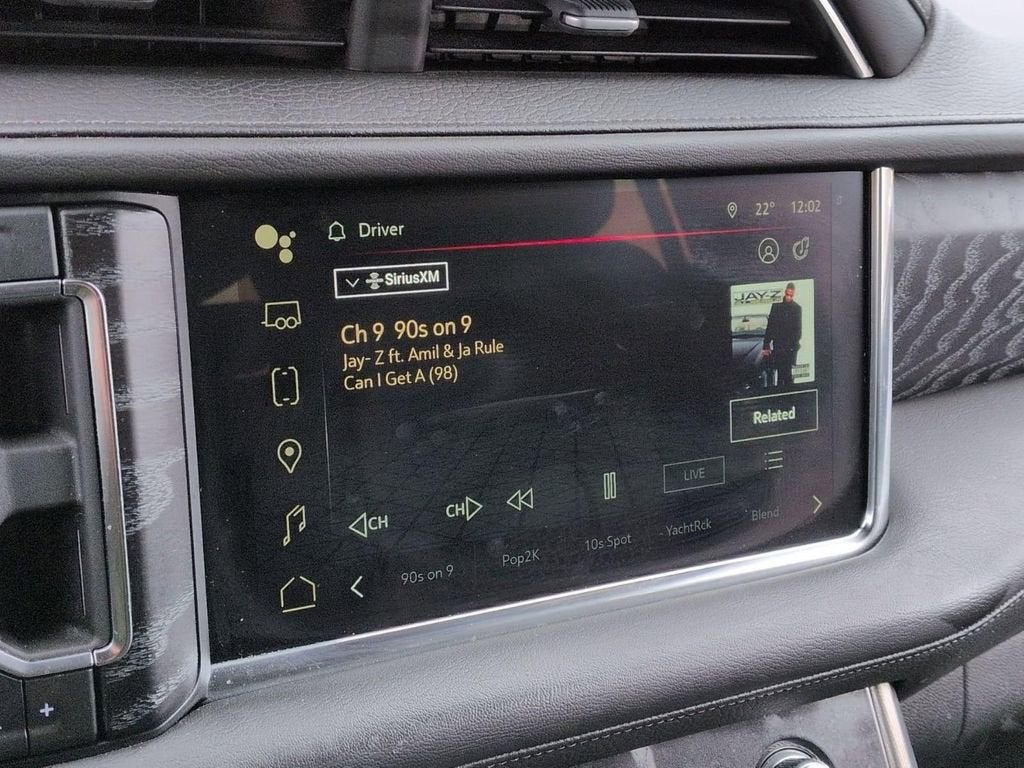 Driver
22° 12:02
SiriusXM
Ch 9 90s on 9
Jay- Z ft. Amil & Ja Rule
Can I Get A (98)
JAY-Z
Related
CH
CH
LIVE
90s on 9
Pop2K
10s Spot
YachtRck
Blend
+